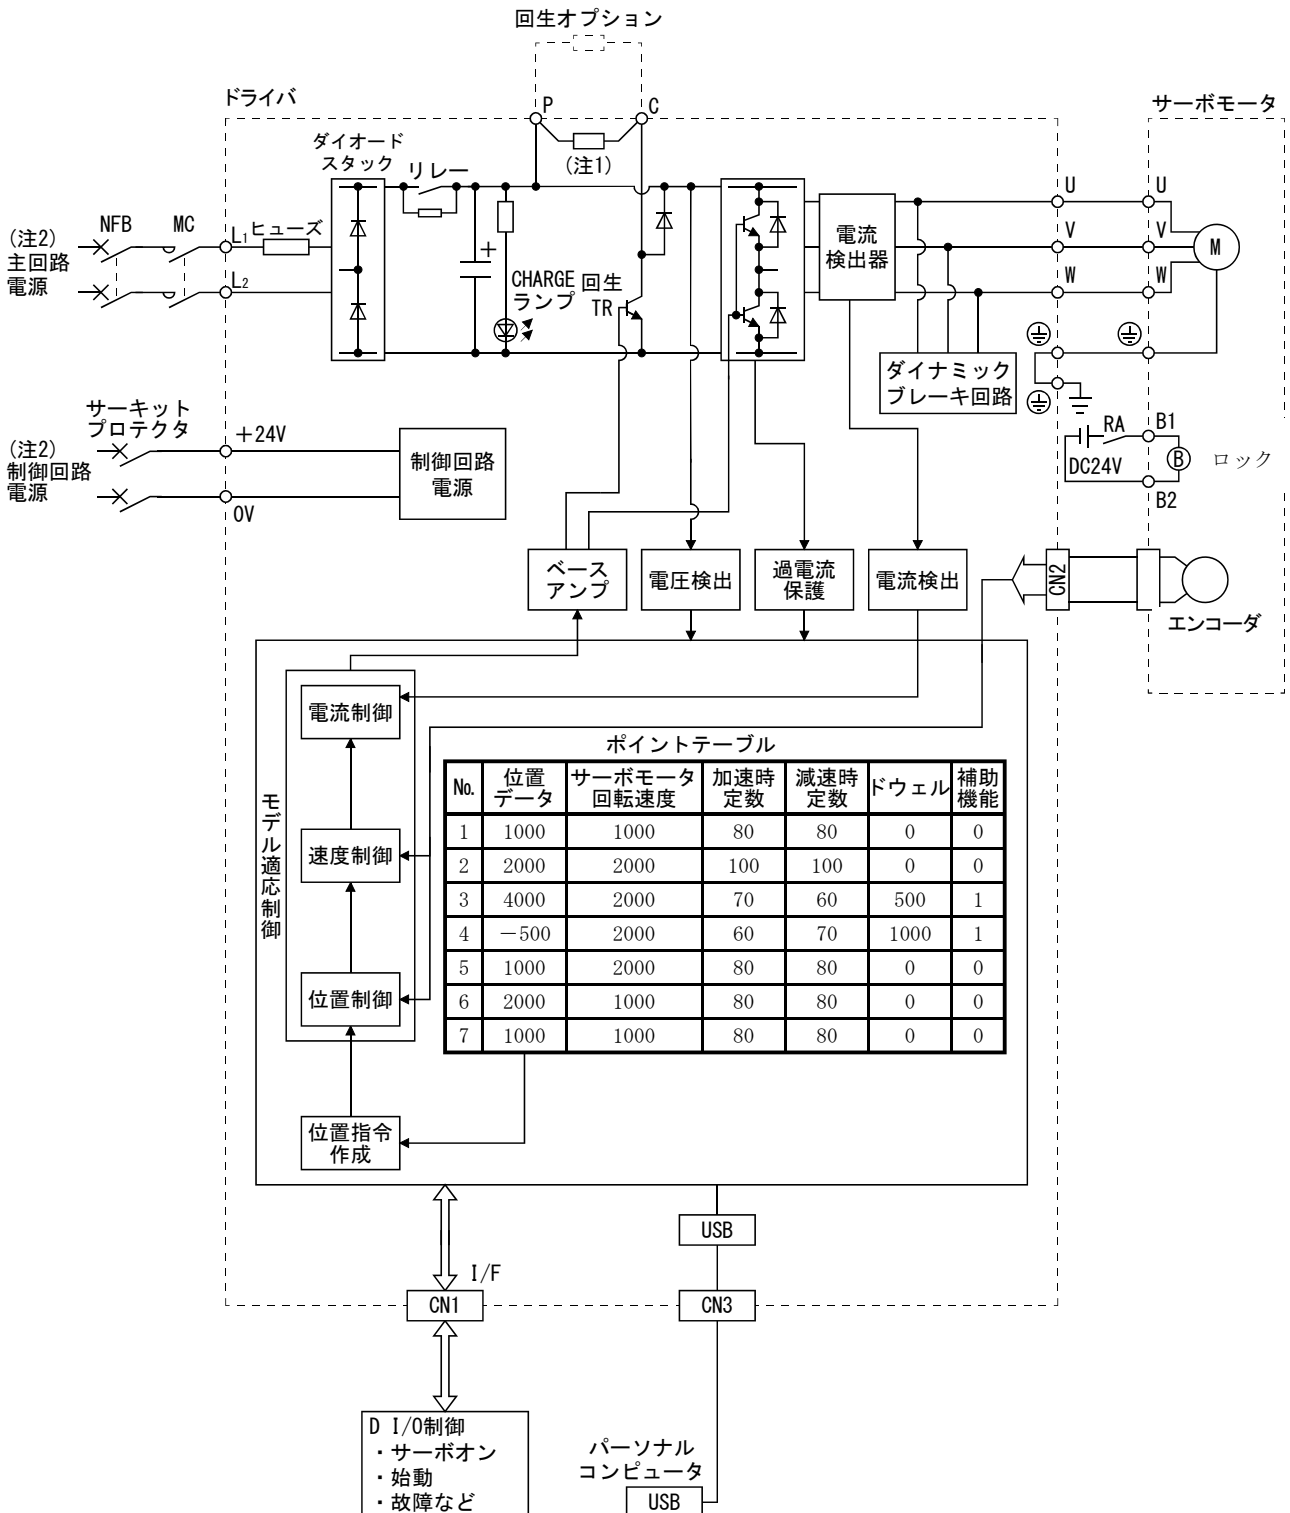 回生オプション
ドライバ
P
C
サーボモータ
ダイオード
スタック
リレー
(注1)
U
U
NFB
MC
L1
ヒューズ
電流
検出器
V
V
M
(注2)
主回路
電源
L2
+
CHARGE
ランプ
回生
TR
W
W
ダイナミック
ブレーキ回路
サーキット
プロテクタ
(注2)
制御回路
電源
+24V
0V
制御回路
電源
RA
B1
DC24V
B
ロック
B2
ベース
アンプ
電圧検出
過電流
保護
電流検出
CN2
エンコーダ
モデル適応制御
電流制御
速度制御
位置制御
位置指令
作成
ポイントテーブル
No. 位置データ サーボモータ回転速度 加速時定数 減速時定数 ドウェル 補助機能
1 1000 1000 80 80 0 0
2 2000 2000 100 100 0 0
3 4000 2000 70 60 500 1
4 −500 2000 60 70 1000 1
5 1000 2000 80 80 0 0
6 2000 1000 80 80 0 0
7 1000 1000 80 80 0 0
USB
I/F
CN1
CN3
D I/O制御
・サーボオン
・始動
・故障など
パーソナル
コンピュータ
USB